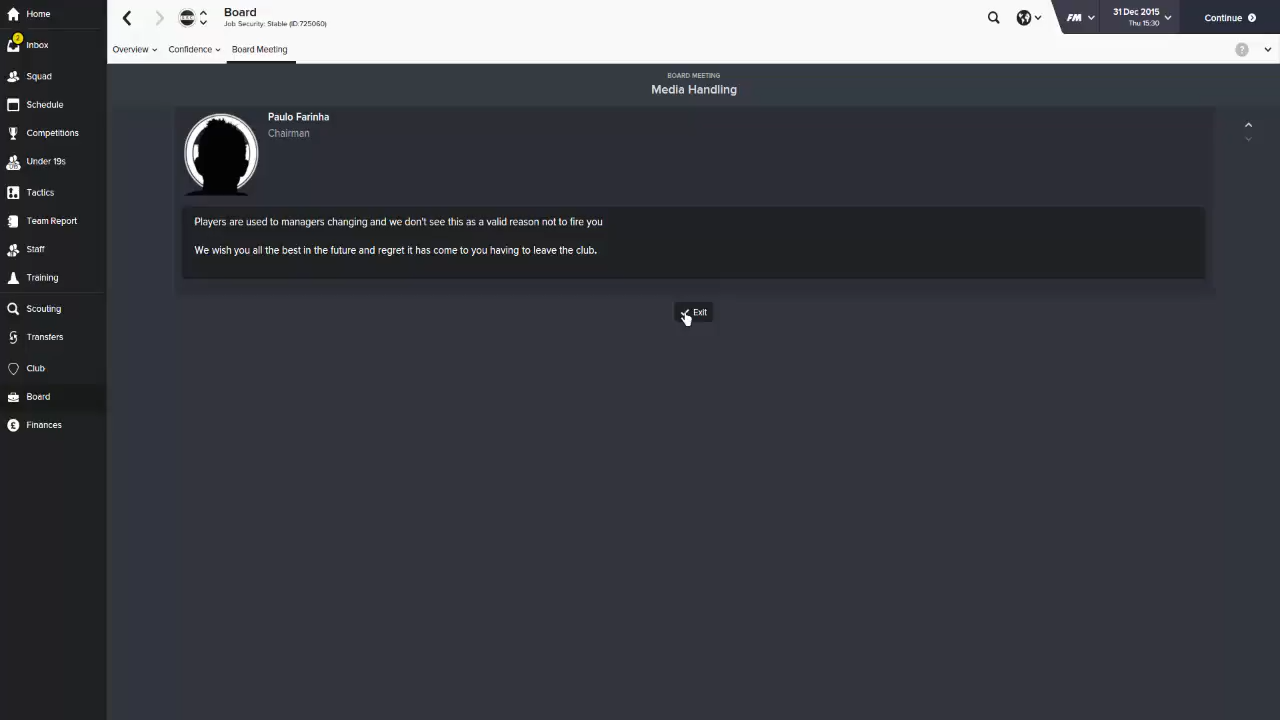 Home
2
Inbox
Squad
Schedule
Competitions
Under 19s
Tactics
Team Report
Staff
Training
Scouting
Transfers
Club
Board
Finances
Board
Job Security: Stable (ID:725060)
FM
31 Dec 2015
Thu 15:30
Continue
Overview
Confidence
Board Meeting
?
BOARD MEETING
Media Handling
Paulo Farinha
Chairman
Players are used to managers changing and we don't see this as a valid reason not to fire you
We wish you all the best in the future and regret it has come to you having to leave the club.
Exit